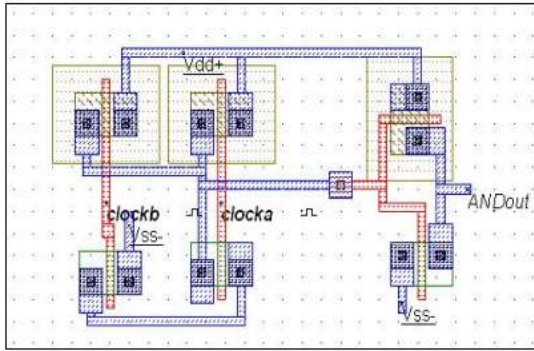 Vdd+
clockb
clocka
Vss-
ANDout
Vss-